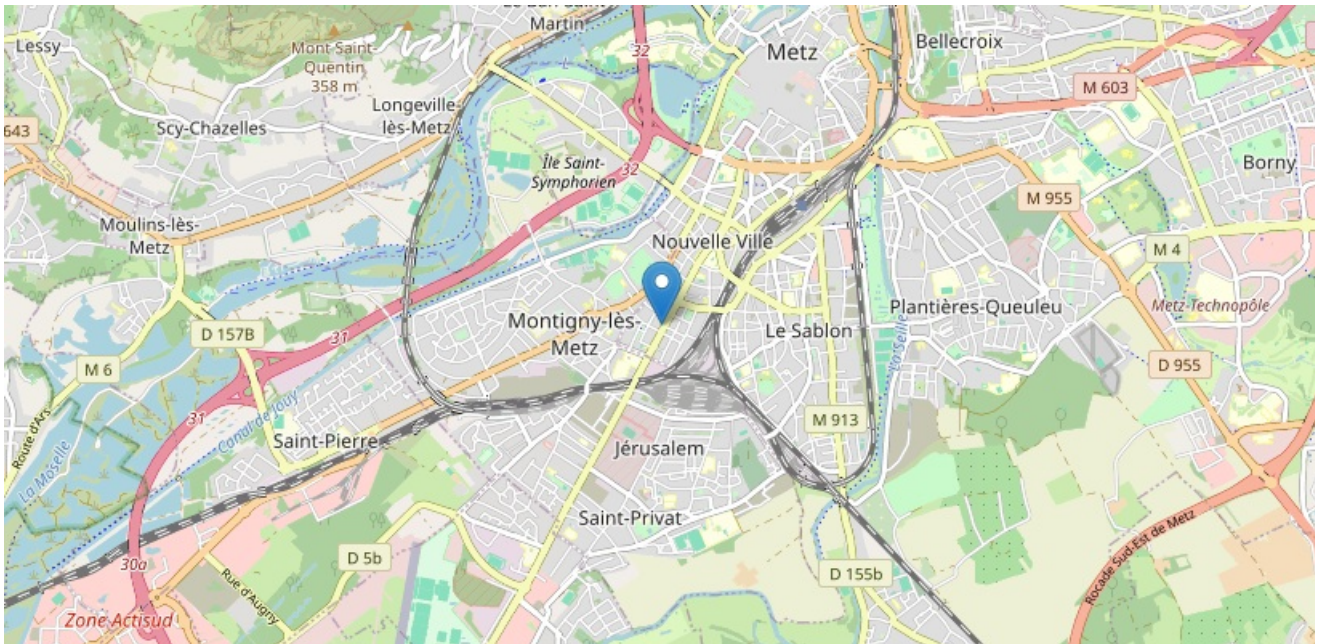 Martin
Metz
Bellecroix
Lessy
Mont Saint-
Quentin
358 m
32
M 603
Longeville-
lès-Metz
643
Scy-Chazelles
Île Saint-
Symphorien
32
Borny
M 955
Moulins-lès-
Metz
Nouvelle Ville
M 4
Metz-Technopôle
Plantières-Queuleu
Montigny-lès-
Metz
Le Sablon
D 157B
31
La Seille
M 6
D 955
31
Canal de Jouy
M 913
Route d'Ars
Saint-Pierre
Jérusalem
La Moselle
Saint-Privat
D 5b
30a
D 155b
Rue d'Augny
Rocade Sud-Est de Metz
Zone Actisud